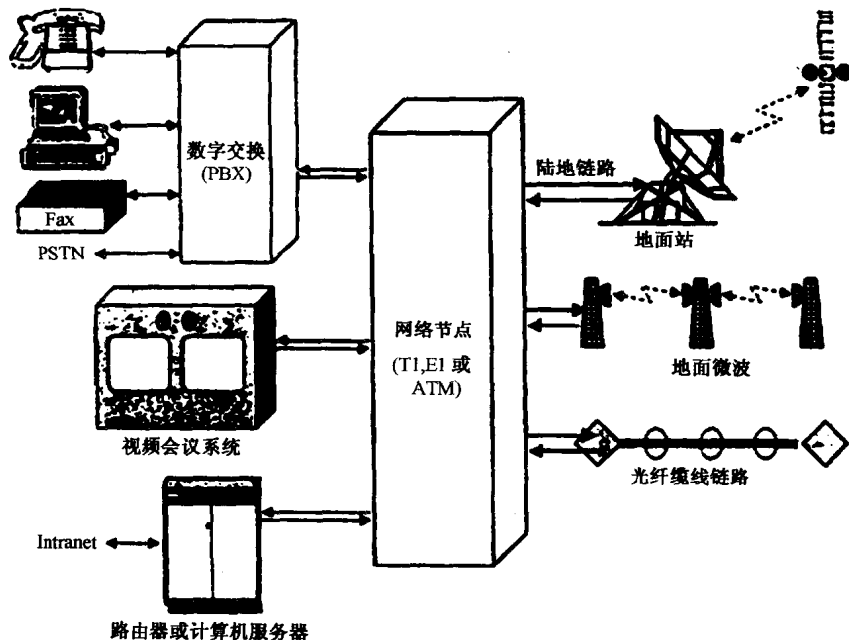 数字交换
(PBX)
Fax
PSTN
视频会议系统
Intranet
路由器或计算机服务器
网络节点
(T1,E1 或
ATM)
陆地链路
地面站
地面微波
光纤缆线链路